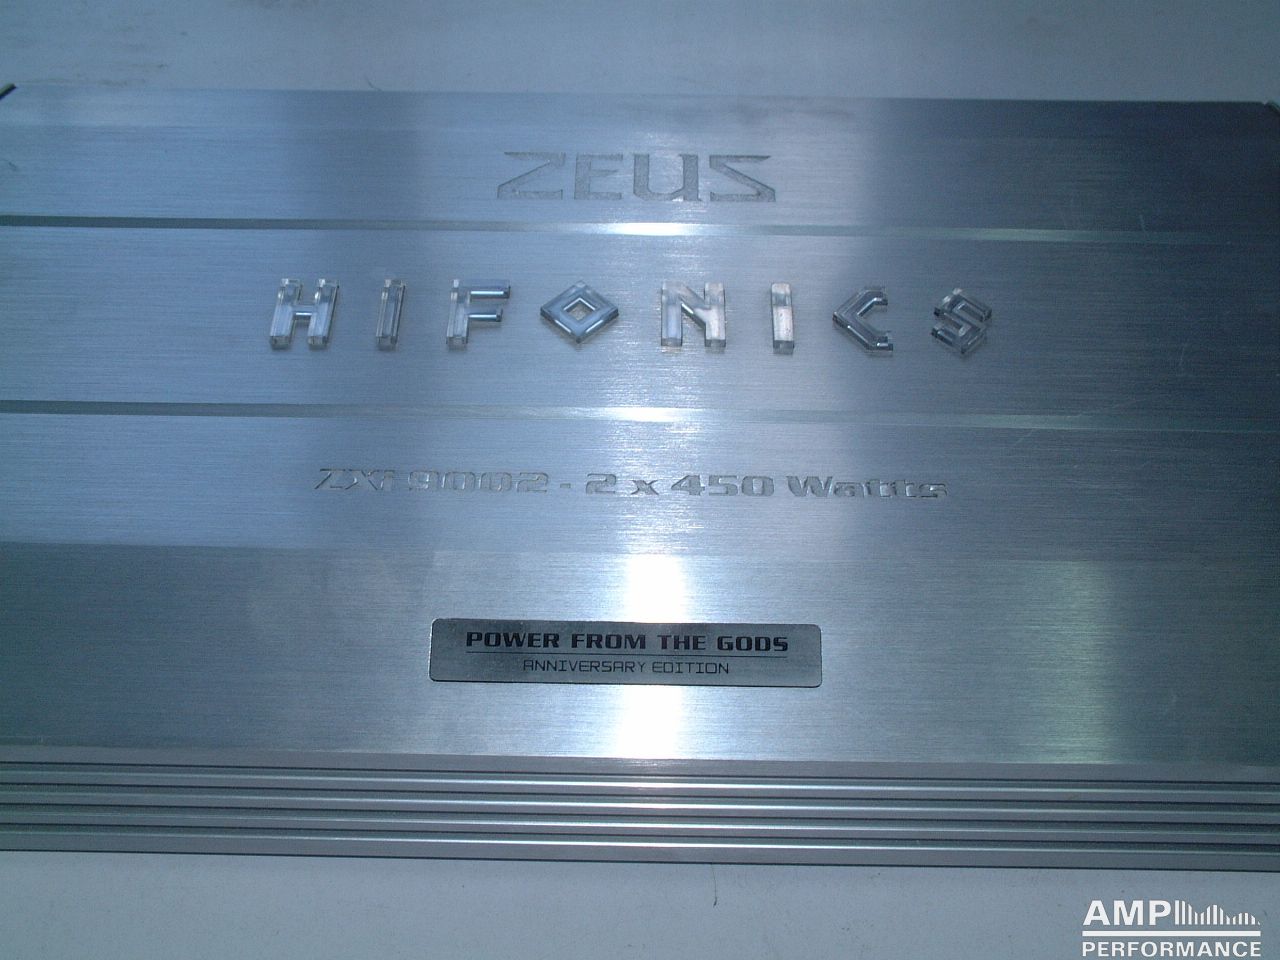 ZEUS
HIFONICS
ZXi 9002 - 2 x 450 Watts
POWER FROM THE GODS
ANNIVERSARY EDITION
AMP
PERFORMANCE